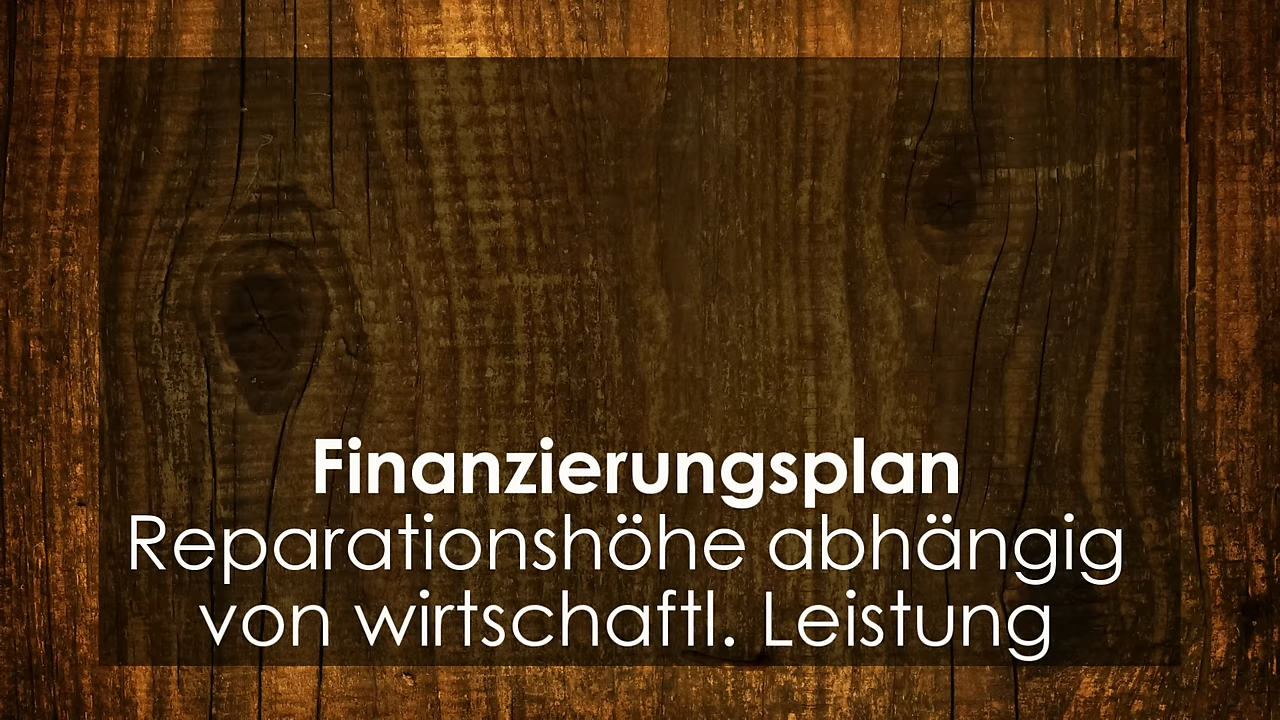 Finanzierungsplan
Reparationshöhe abhängig
von wirtschaftl. Leistung